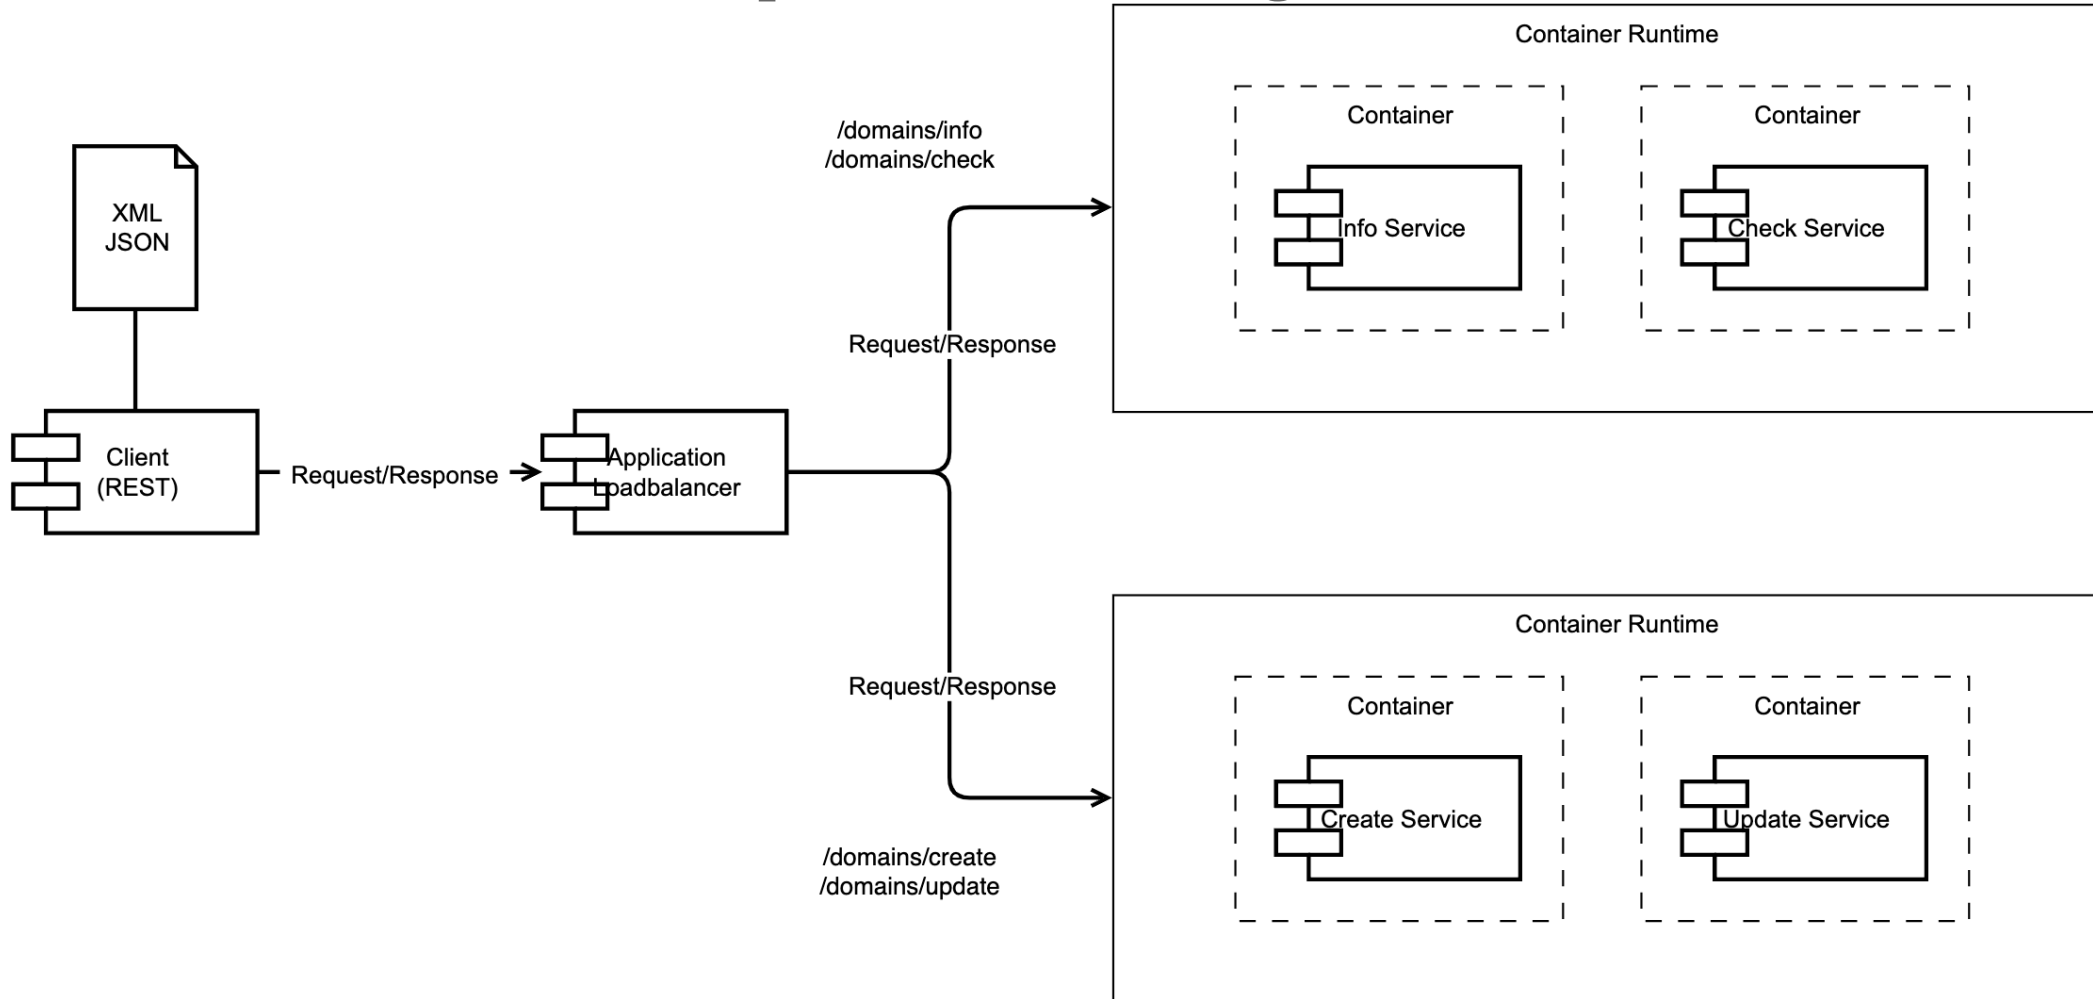 XML
JSON
Client
(REST)
Request/Response
Application
Loadbalancer
/domains/info
/domains/check
Request/Response
Container Runtime
Container
Info Service
Container
Check Service
Request/Response
/domains/create
/domains/update
Container Runtime
Container
Create Service
Container
Update Service